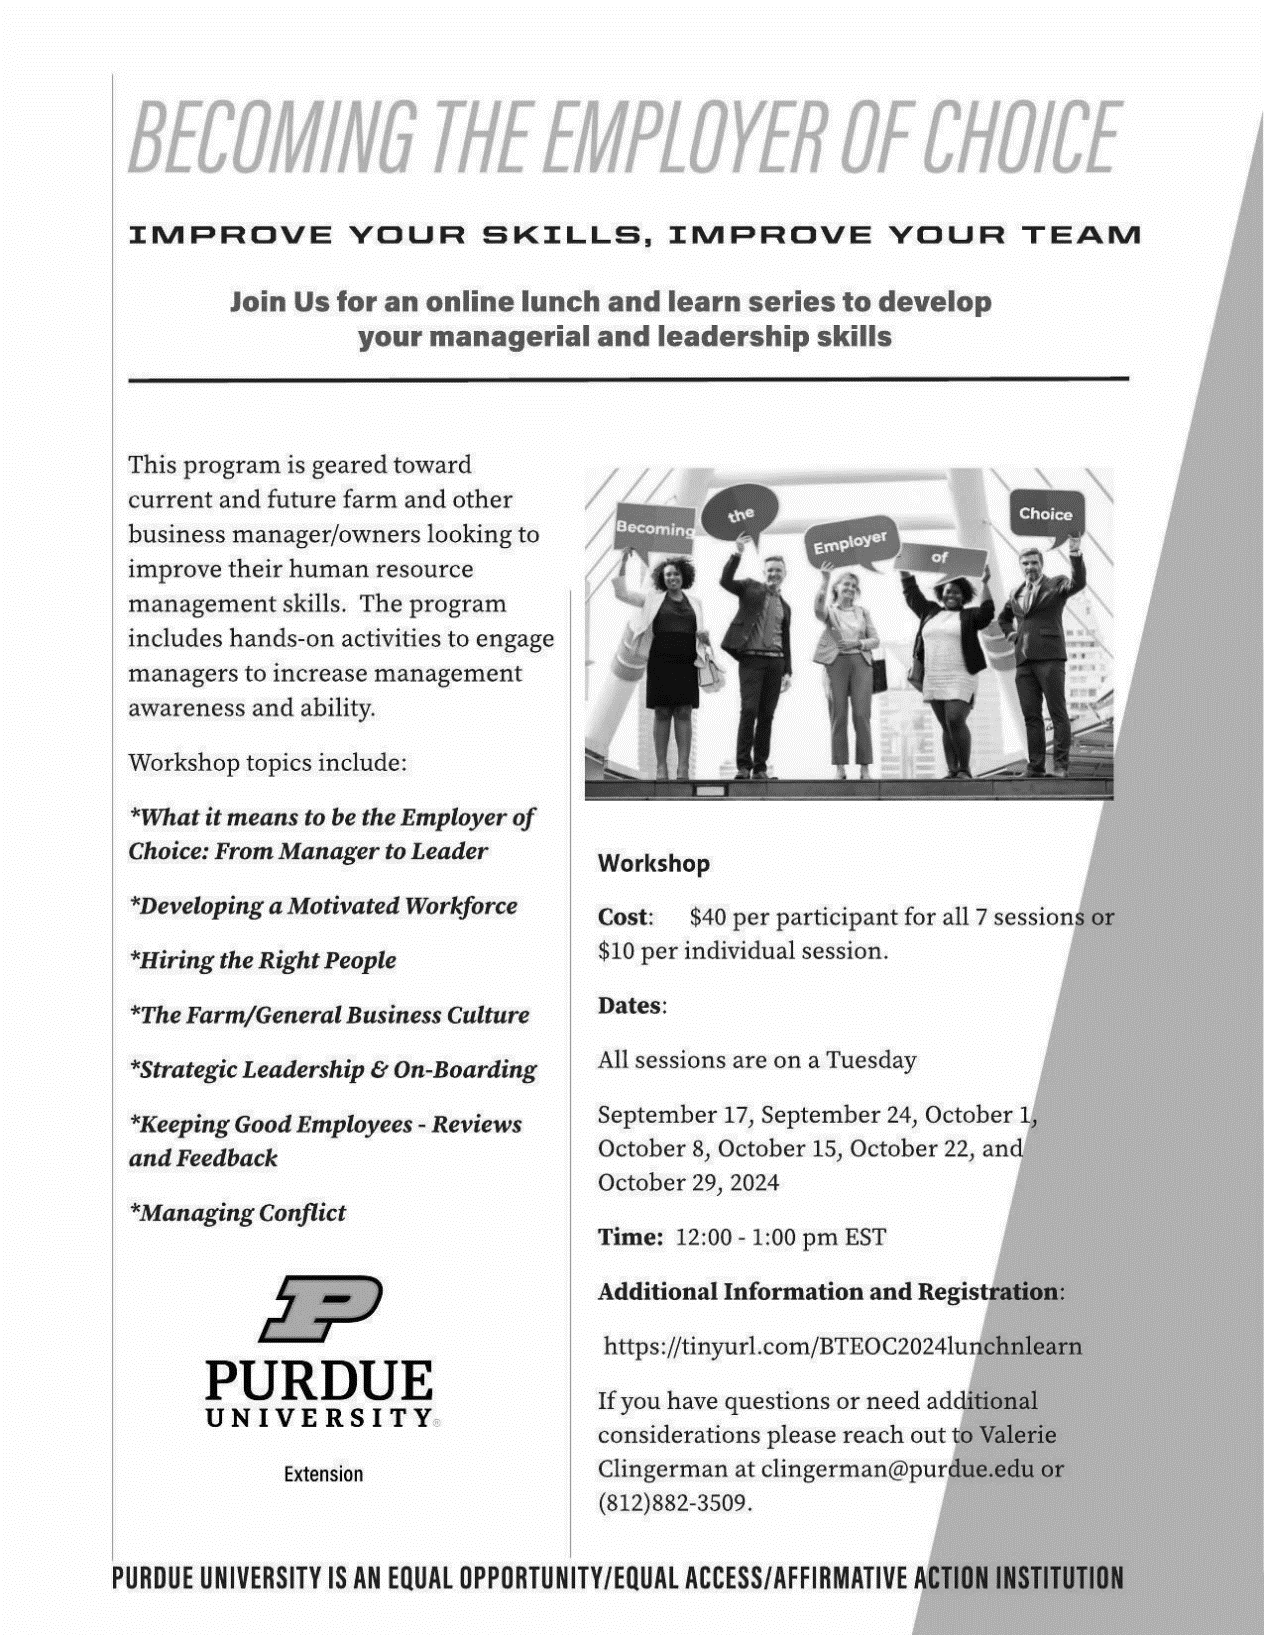 BECOMING THE EMPLOYER OF CHOICE
IMPROVE YOUR SKILLS, IMPROVE YOUR TEAM
Join Us for an online lunch and learn series to develop
your managerial and leadership skills
This program is geared toward
current and future farm and other
business manager/owners looking to
improve their human resource
management skills.  The program
includes hands-on activities to engage
managers to increase management
awareness and ability.
Workshop topics include:
*What it means to be the Employer of
Choice: From Manager to Leader
*Developing a Motivated Workforce
*Hiring the Right People
*The Farm/General Business Culture
*Strategic Leadership & On-Boarding
*Keeping Good Employees - Reviews
and Feedback
*Managing Conflict
P
PURDUE
UNIVERSITY®
Extension
Becoming
the
Employer
of
Choice
Workshop
Cost:    $40 per participant for all 7 sessions or
$10 per individual session.
Dates:
All sessions are on a Tuesday
September 17, September 24, October 1,
October 8, October 15, October 22, and
October 29, 2024
Time:  12:00 - 1:00 pm EST
Additional Information and Registration:
https://tinyurl.com/BTEOC2024lunchnlearn
If you have questions or need additional
considerations please reach out to Valerie
Clingerman at clingerman@purdue.edu or
(812)882-3509.
PURDUE UNIVERSITY IS AN EQUAL OPPORTUNITY/EQUAL ACCESS/AFFIRMATIVE ACTION INSTITUTION